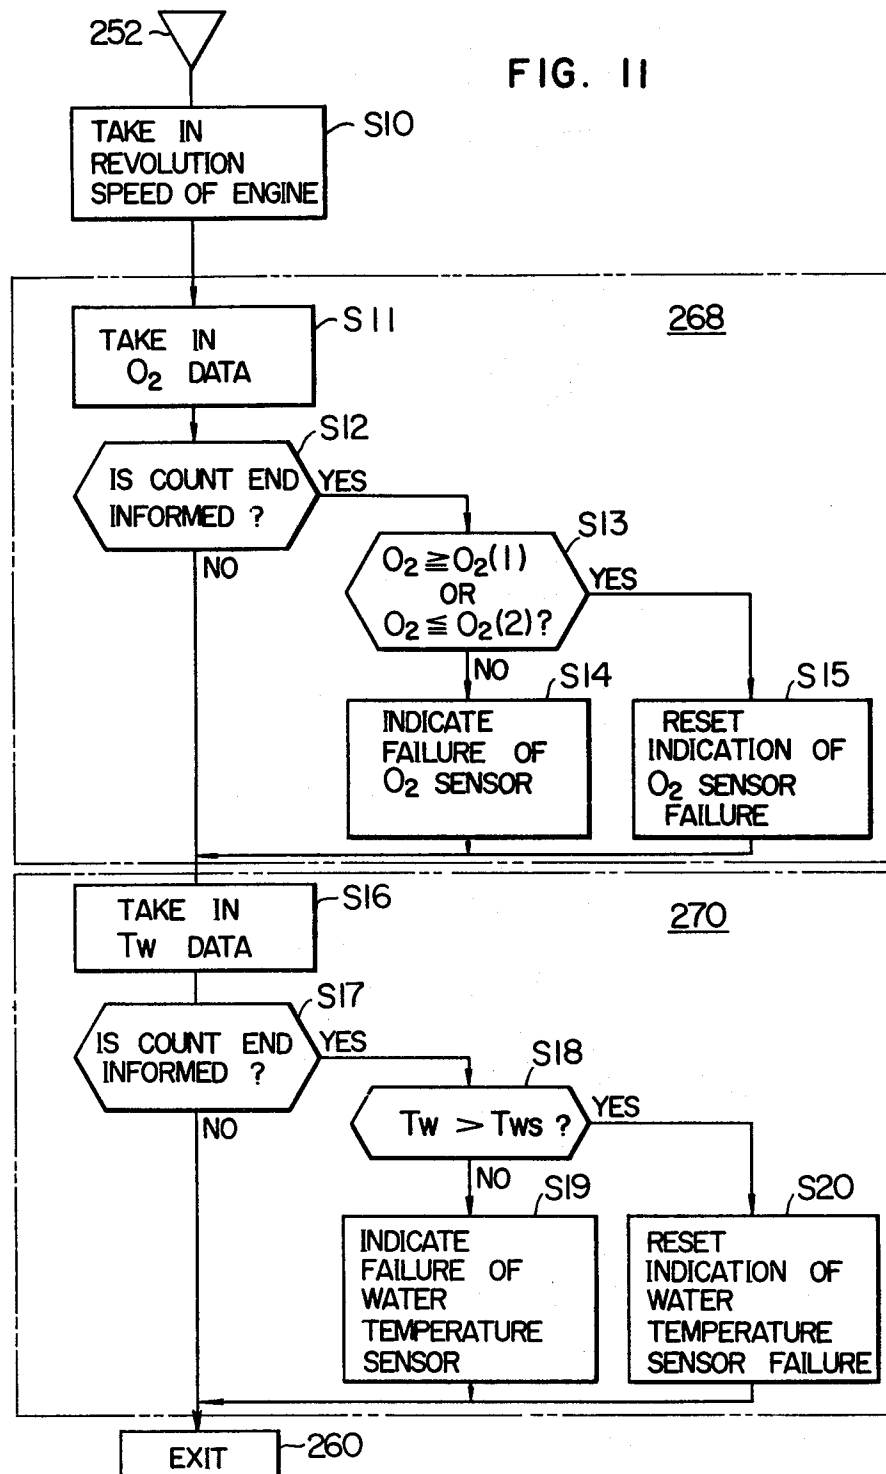 252
FIG. 11
TAKE IN
REVOLUTION
SPEED OF ENGINE
S10
268
TAKE IN
O₂ DATA
S11
IS COUNT END
INFORMED ?
S12
YES
NO
O₂ ≧ O₂(1)
OR
O₂ ≦ O₂(2)?
S13
YES
NO
INDICATE
FAILURE OF
O₂ SENSOR
S14
RESET
INDICATION OF
O₂ SENSOR
FAILURE
S15
270
TAKE IN
Tw DATA
S16
IS COUNT END
INFORMED ?
S17
YES
NO
Tw > Tws ?
S18
YES
NO
INDICATE
FAILURE OF
WATER
TEMPERATURE
SENSOR
S19
RESET
INDICATION OF
WATER
TEMPERATURE
SENSOR FAILURE
S20
EXIT
260